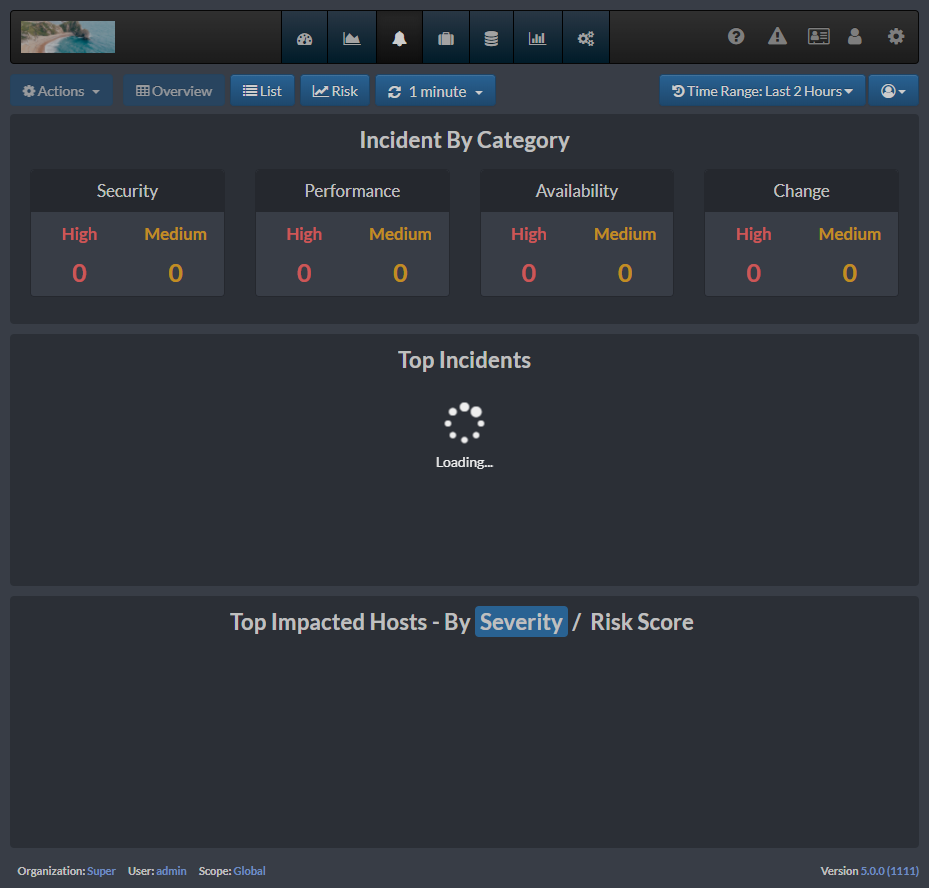 Actions Overview List Risk 1 minute Time Range: Last 2 Hours
Incident By Category
Security Performance Availability Change
High Medium High Medium High Medium High Medium
0 0 0 0 0 0 0 0
Top Incidents
Loading...
Top Impacted Hosts - By Severity / Risk Score
Organization: Super User: admin Scope: Global Version 5.0.0 (1111)